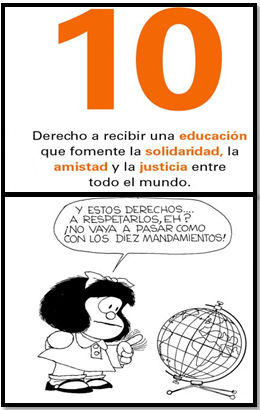 10
Derecho a recibir una educación
que fomente la solidaridad, la
amistad y la justicia entre
todo el mundo.
Y ESTOS DERECHOS....
A RESPETARLOS, EH?
¡NO VAYA A PASAR COMO
CON LOS DIEZ MANDAMIENTOS!